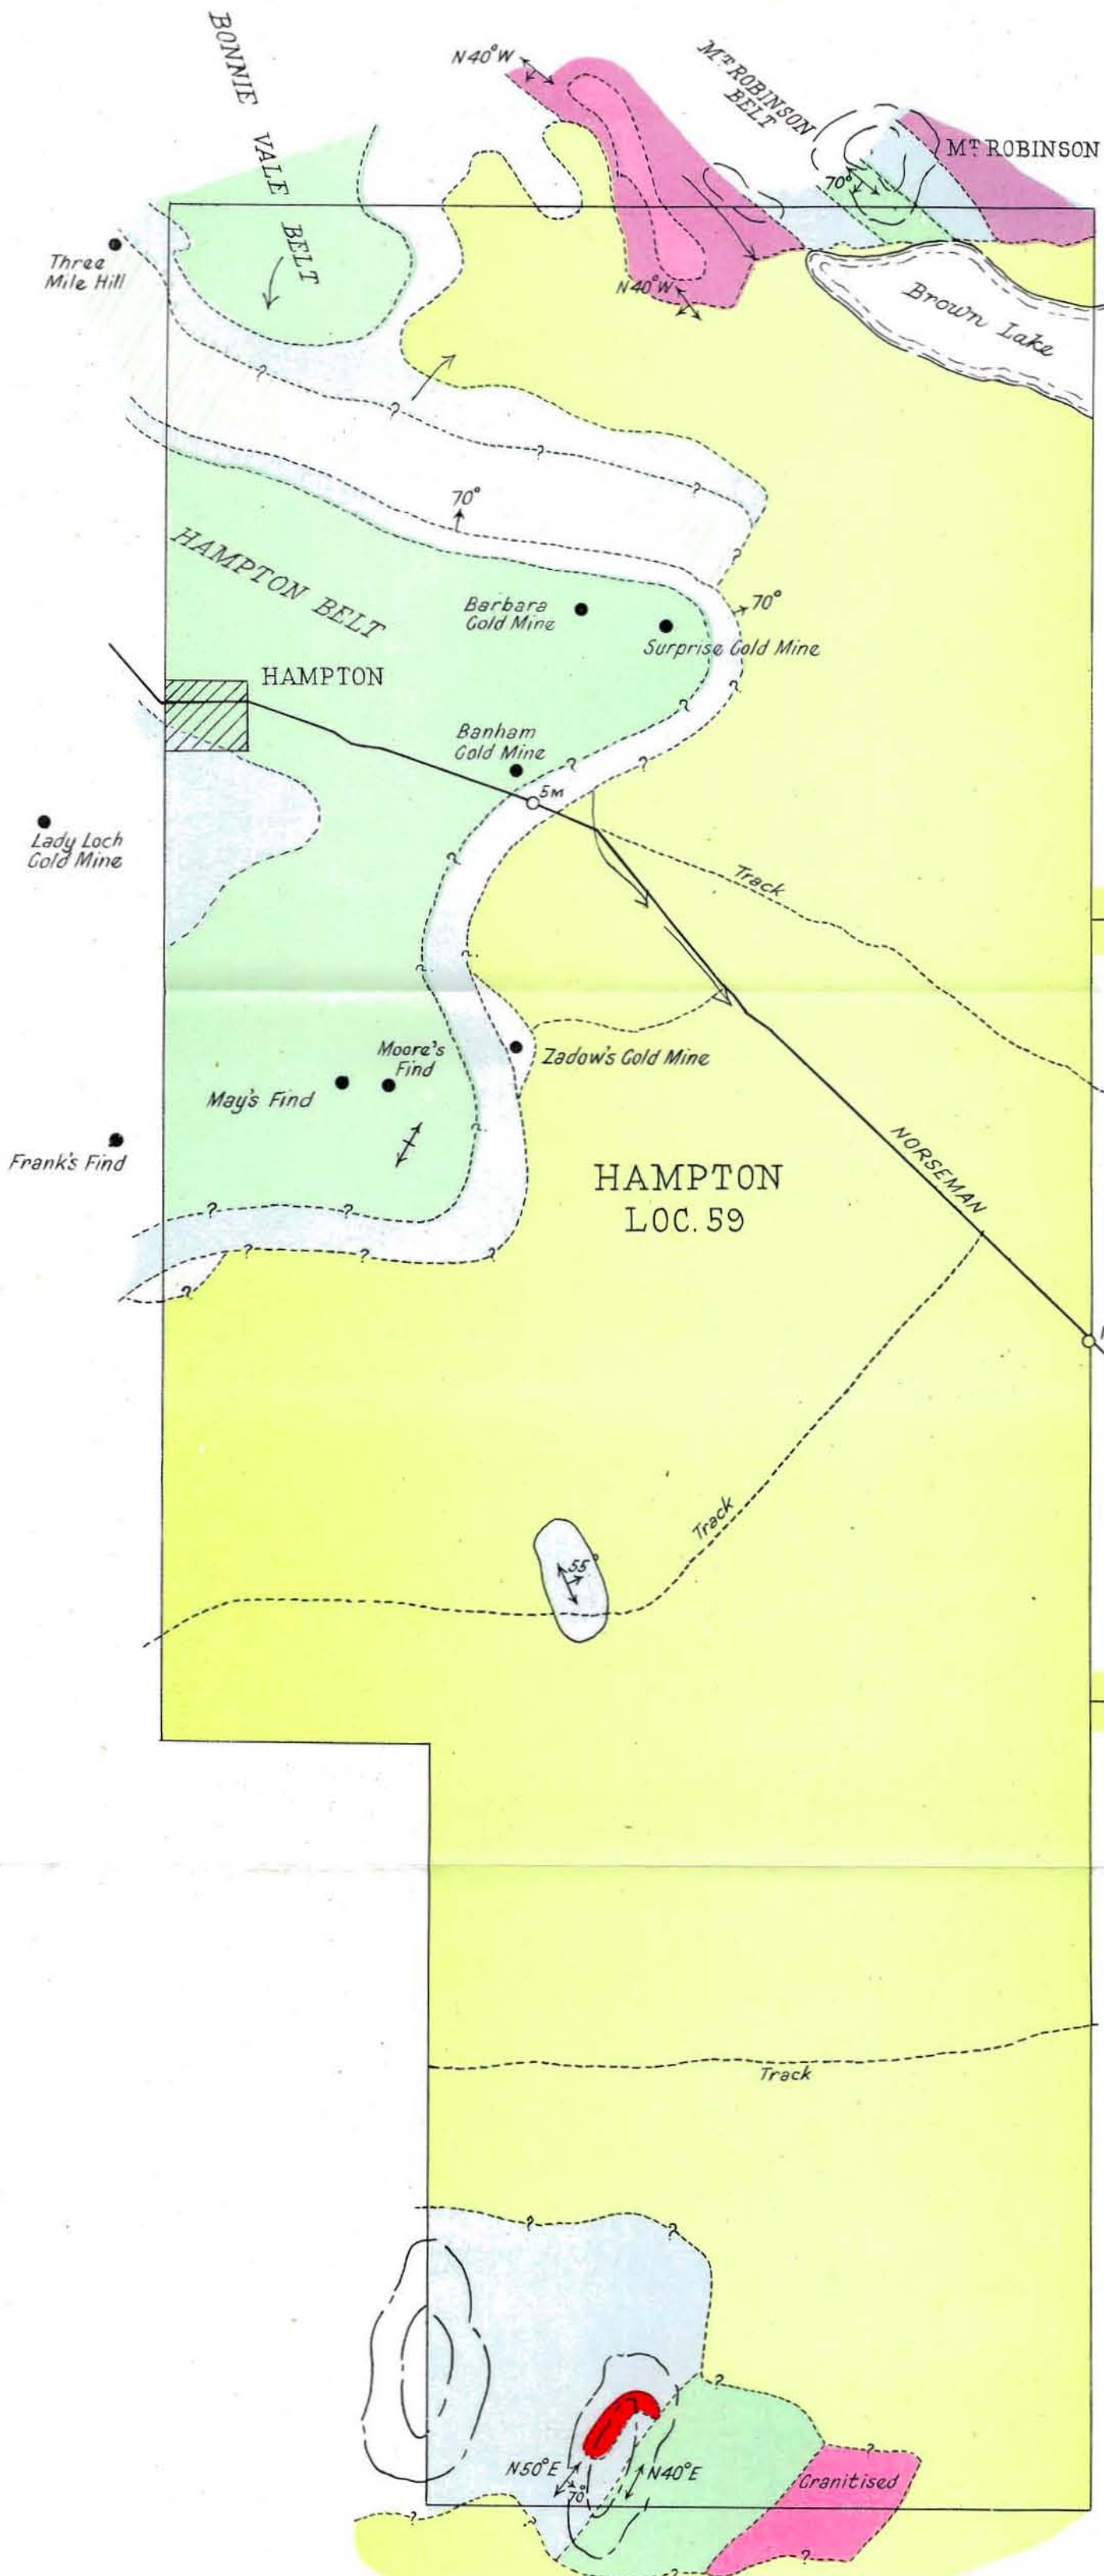 BONNIE VALE BELT
N40°W
MT ROBINSON
BELT
MT ROBINSON
70°
Three
Mile Hill
N40°W
Brown Lake
?
?
?
?
70°
?
HAMPTON BELT
Barbara
Gold Mine
70°
Surprise Gold Mine
HAMPTON
?
?
Banham
Gold Mine
?
?
5M
Lady Loch
Gold Mine
?
Track
?
?
Moore's
Find
Zadow's Gold Mine
May's Find
?
NORSEMAN
Frank's Find
HAMPTON
LOC. 59
?
?
?
?
?
?
Track
55°
Track
?
?
?
?
Granitised
N50°E
N40°E
70°
?
?
?
?